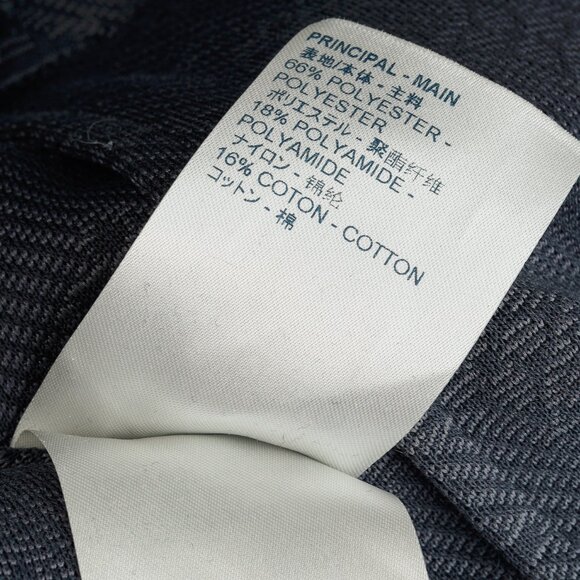 PRINCIPAL - MAIN
表地/本体 - 主料
66% POLYESTER -
POLYESTER
ポリエステル - 聚酯纤维
18% POLYAMIDE -
POLYAMIDE
ナイロン - 锦纶
16% COTON - COTTON
コットン - 棉